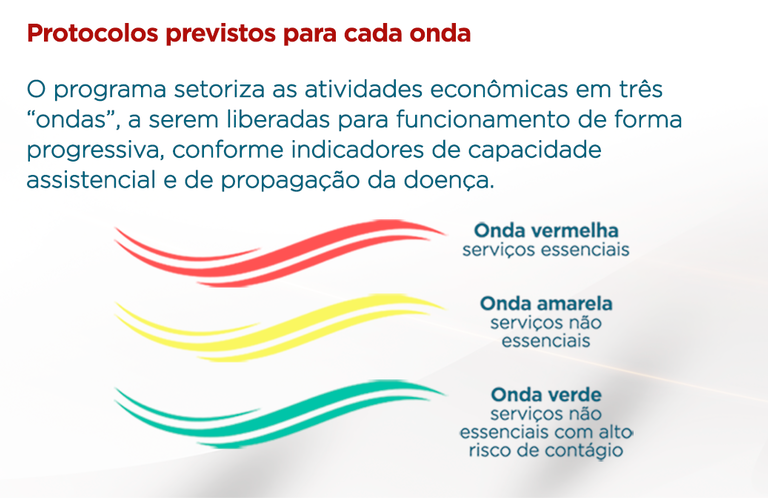 Protocolos previstos para cada onda
O programa setoriza as atividades econômicas em três
“ondas”, a serem liberadas para funcionamento de forma
progressiva, conforme indicadores de capacidade
assistencial e de propagação da doença.
Onda vermelha
serviços essenciais
Onda amarela
serviços não
essenciais
Onda verde
serviços não
essenciais com alto
risco de contágio